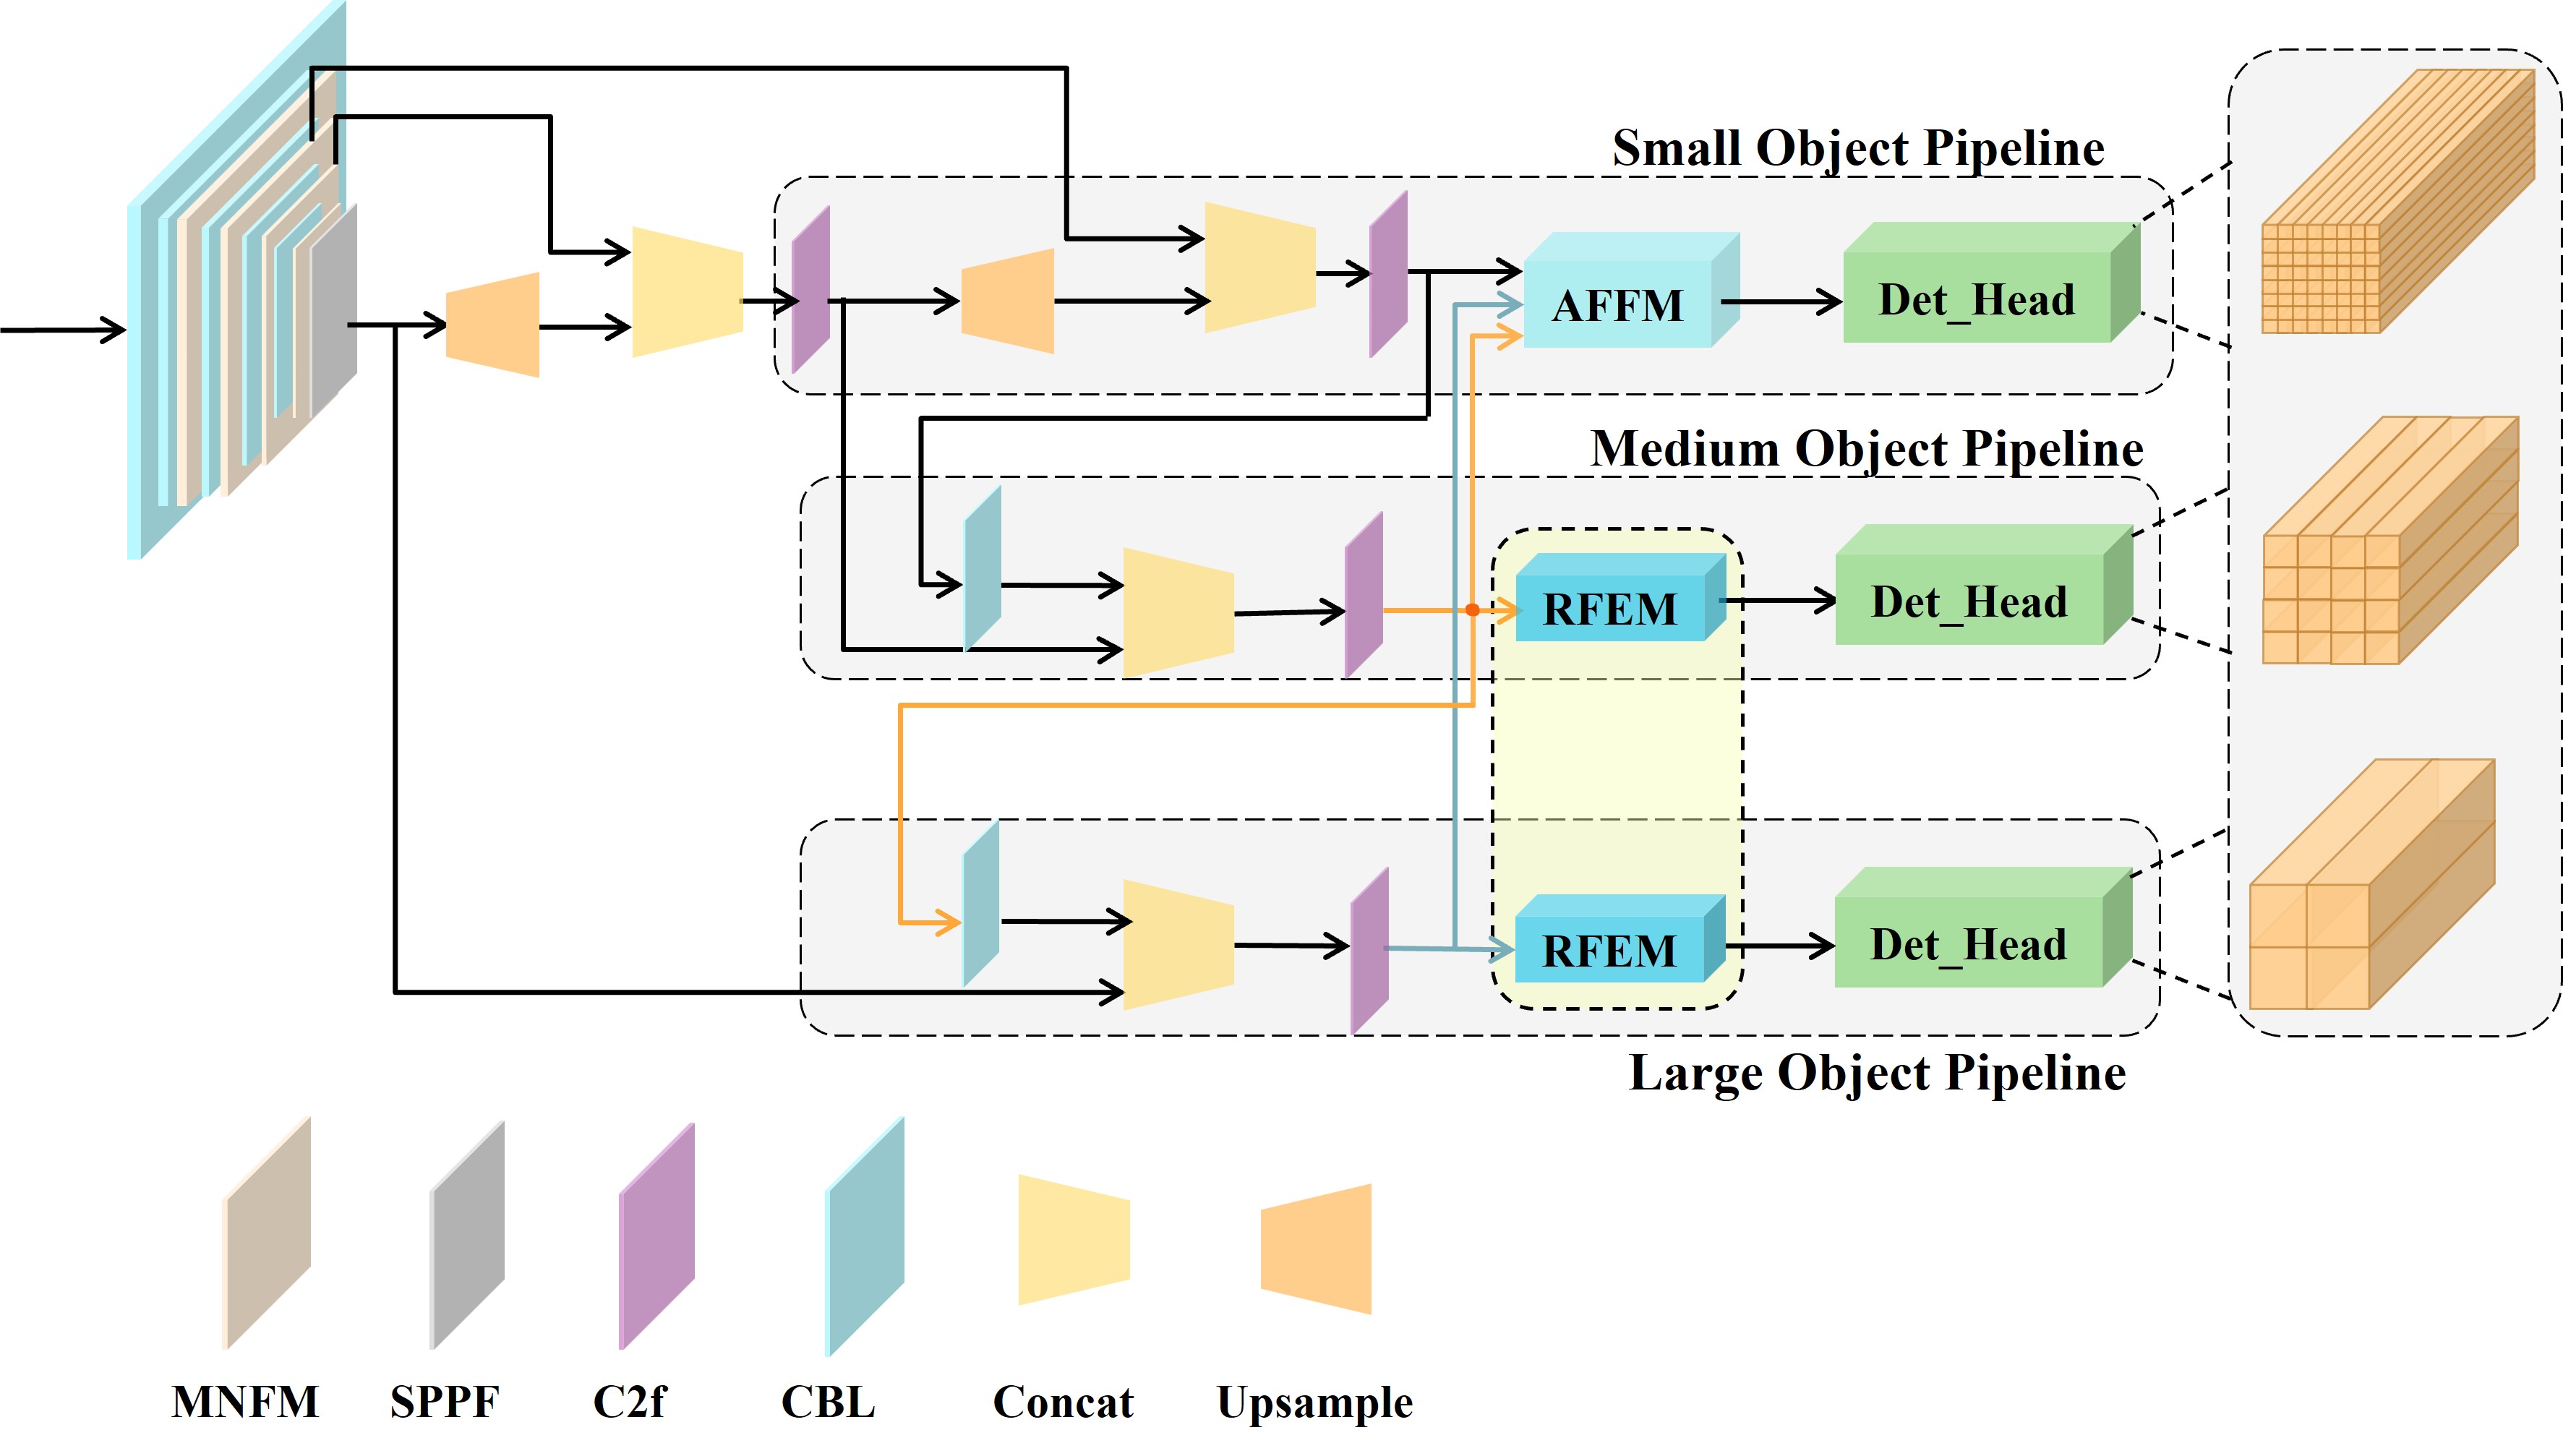 Small Object Pipeline
AFFM
Det_Head
Medium Object Pipeline
RFEM
Det_Head
RFEM
Det_Head
Large Object Pipeline
MNFM
SPPF
C2f
CBL
Concat
Upsample